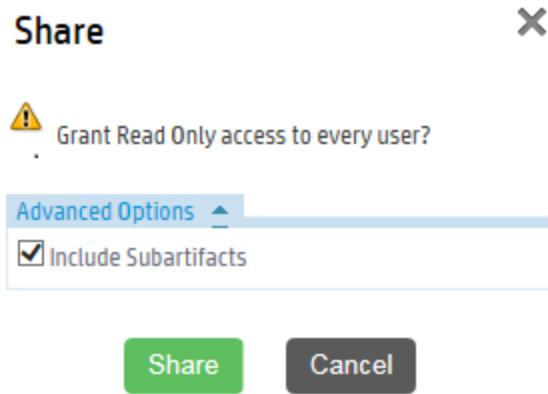 Share
Grant Read Only access to every user?
Advanced Options
Include Subartifacts
Share
Cancel